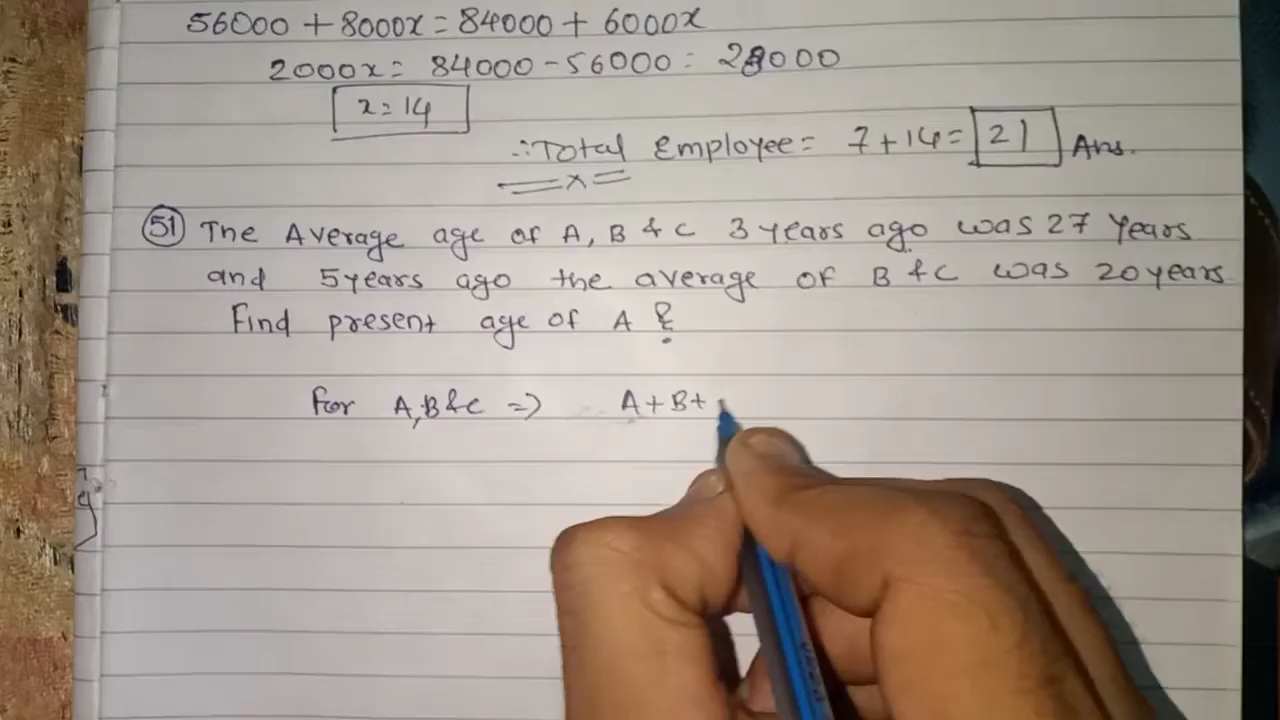 56000 + 8000x = 84000 + 6000x
2000x = 84000 - 56000 = 28000
x = 14
∴ Total Employee = 7 + 14 = 21 Ans.
= x =
51 The Average age of A, B & C 3 years ago was 27 Years
and 5 years ago the average of B & C was 20 years.
Find present age of A ?
For A, B & C => A + B +